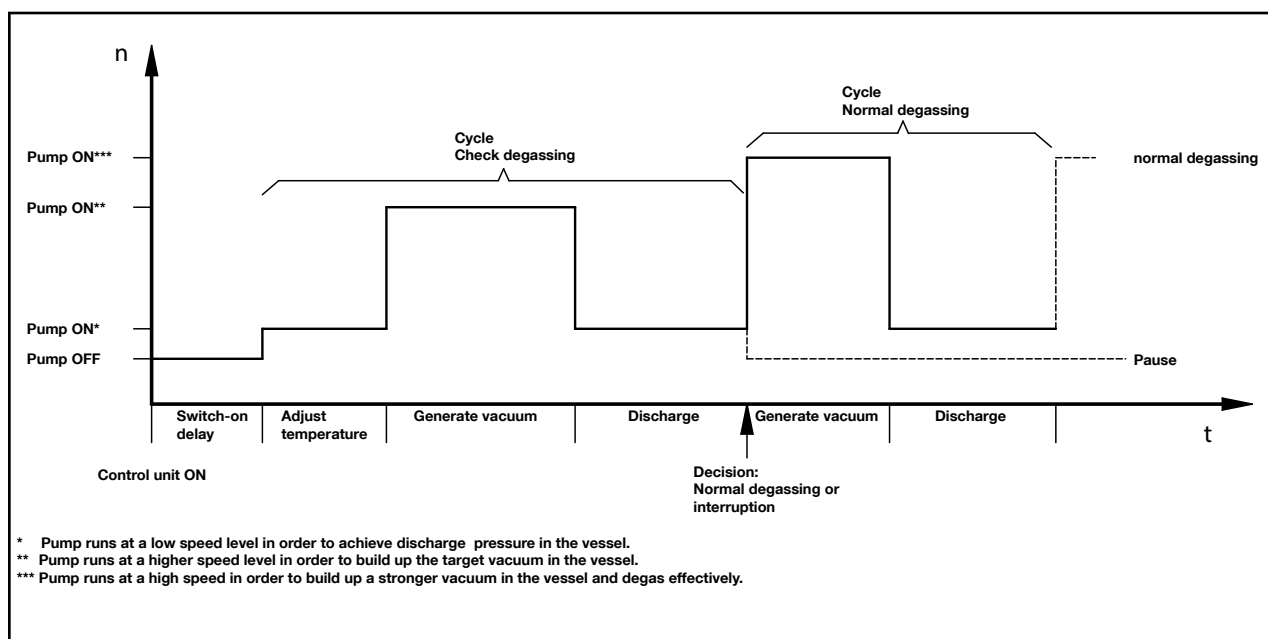 n
Cycle
Normal degassing
Cycle
Check degassing
Pump ON***
normal degassing
Pump ON**
Pump ON*
Pump OFF
Pause
Switch-on
delay
Adjust
temperature
Generate vacuum
Discharge
Generate vacuum
Discharge
t
Control unit ON
Decision:
Normal degassing or
interruption
* Pump runs at a low speed level in order to achieve discharge pressure in the vessel.
** Pump runs at a higher speed level in order to build up the target vacuum in the vessel.
*** Pump runs at a high speed in order to build up a stronger vacuum in the vessel and degas effectively.